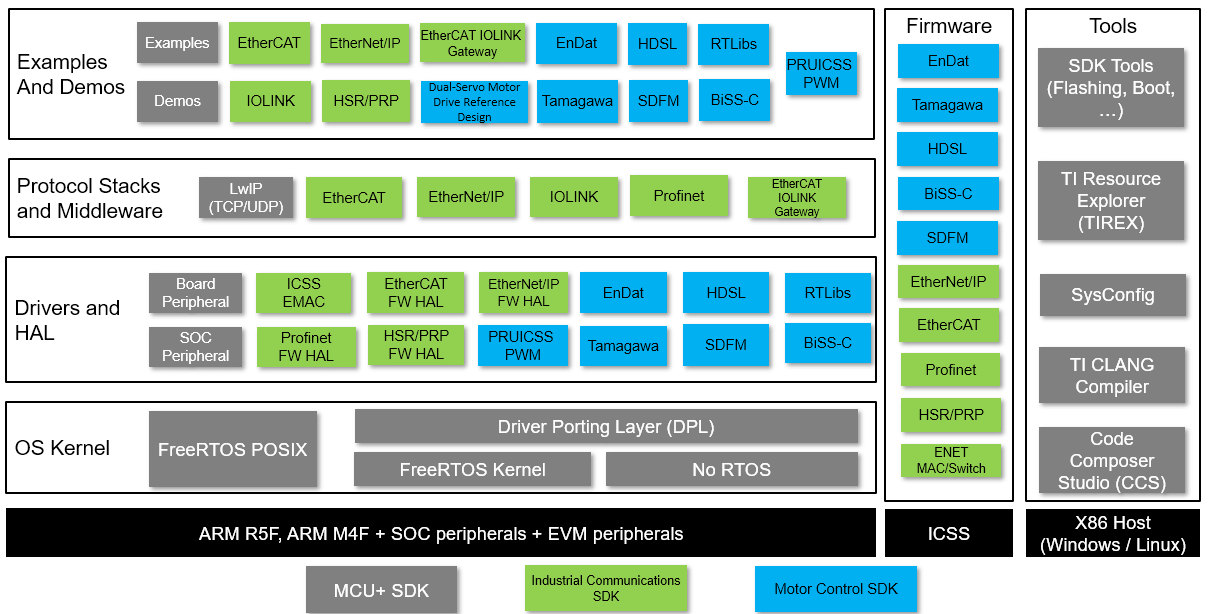 Examples
And Demos
Examples
EtherCAT
EtherNet/IP
EtherCAT IOLINK
Gateway
EnDat
HDSL
RTLibs
PRUICSS
PWM
Demos
IOLINK
HSR/PRP
Dual-Servo Motor
Drive Reference
Design
Tamagawa
SDFM
BiSS-C
Protocol Stacks
and Middleware
LwIP
(TCP/UDP)
EtherCAT
EtherNet/IP
IOLINK
Profinet
EtherCAT
IOLINK
Gateway
Drivers and
HAL
Board
Peripheral
ICSS
EMAC
EtherCAT
FW HAL
EtherNet/IP
FW HAL
EnDat
HDSL
RTLibs
SOC
Peripheral
Profinet
FW HAL
HSR/PRP
FW HAL
PRUICSS
PWM
Tamagawa
SDFM
BiSS-C
OS Kernel
FreeRTOS POSIX
Driver Porting Layer (DPL)
FreeRTOS Kernel
No RTOS
ARM R5F, ARM M4F + SOC peripherals + EVM peripherals
Firmware
EnDat
Tamagawa
HDSL
BiSS-C
SDFM
EtherNet/IP
EtherCAT
Profinet
HSR/PRP
ENET
MAC/Switch
ICSS
Tools
SDK Tools
(Flashing, Boot,
…)
TI Resource
Explorer
(TIREX)
SysConfig
TI CLANG
Compiler
Code
Composer
Studio (CCS)
X86 Host
(Windows / Linux)
MCU+ SDK
Industrial Communications
SDK
Motor Control SDK